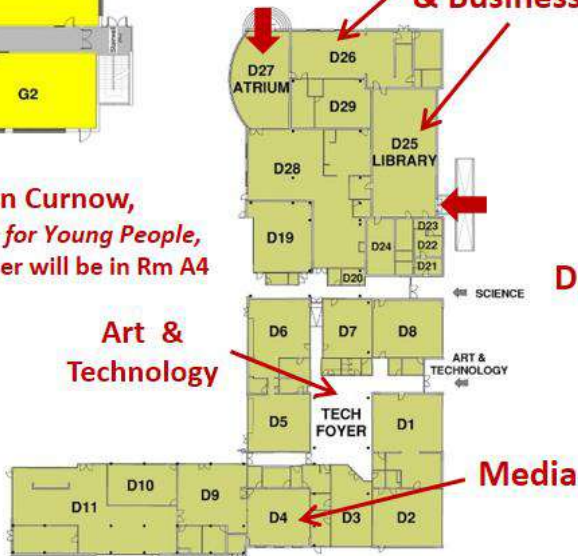 & Business
Stairwell
G2
D27
ATRIUM
D26
D29
D25
LIBRARY
D28
n Curnow,
for Young People,
er will be in Rm A4
D19
D24
D23
D22
D21
D20
SCIENCE
D
D6
D7
D8
Art &
Technology
ART &
TECHNOLOGY
D5
TECH
FOYER
D1
Media
D11
D10
D9
D4
D3
D2